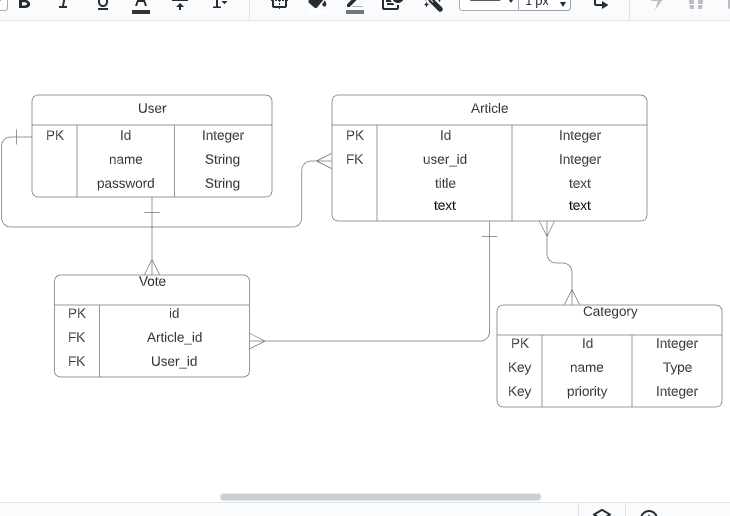 B I U A T 1 px
User
PK Id Integer
name String
password String
Article
PK Id Integer
FK user_id Integer
title text
text text
Vote
PK id
FK Article_id
FK User_id
Category
PK Id Integer
Key name Type
Key priority Integer